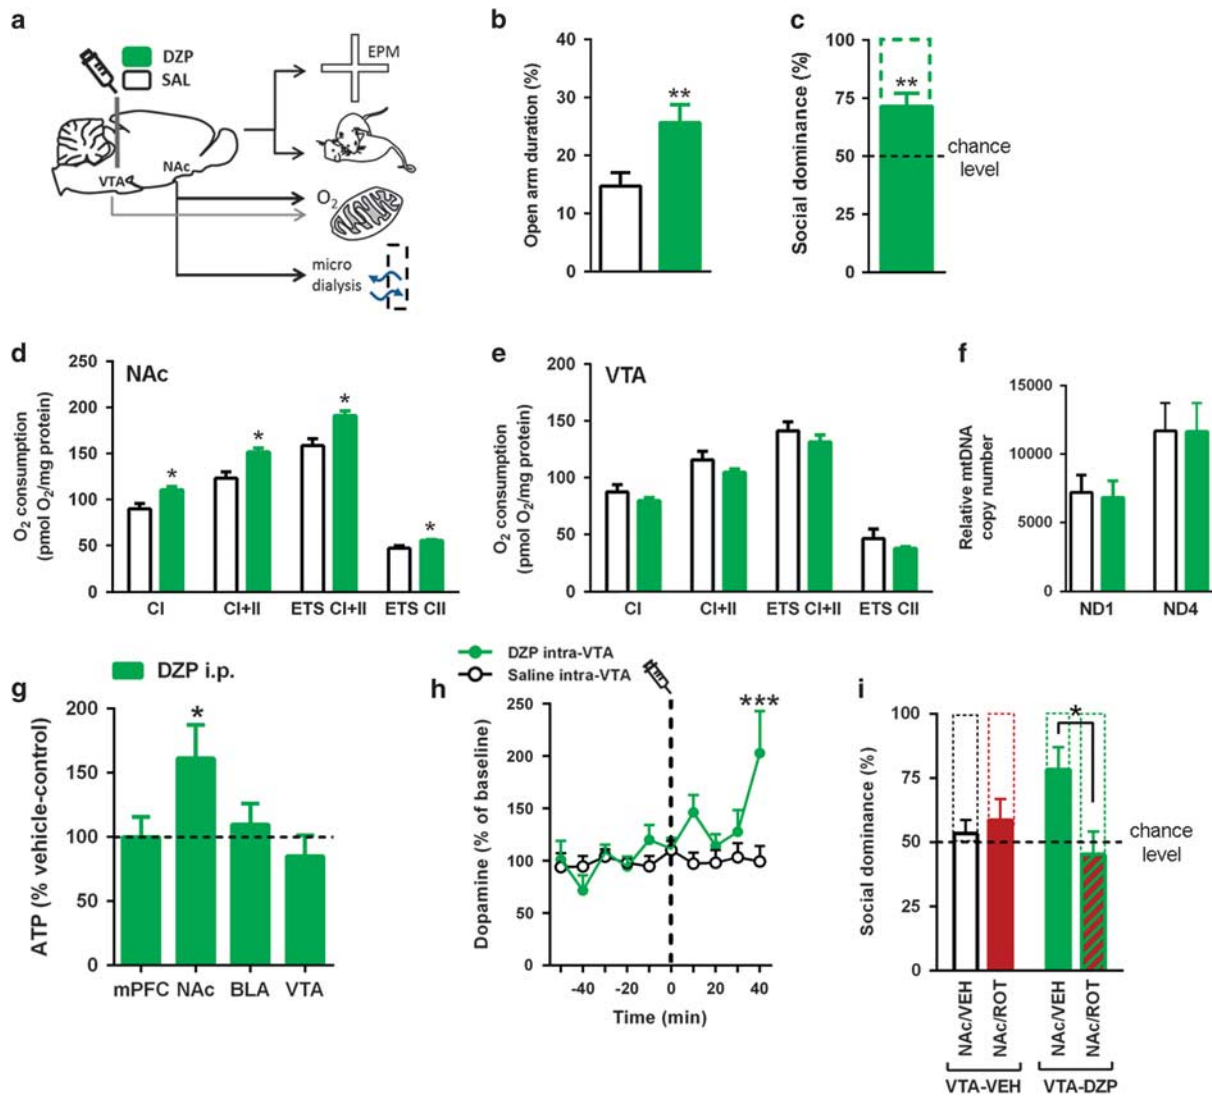 a
DZP
SAL
EPM
NAc
VTA
O2
micro
dialysis
b
Open arm duration (%)
40
30
20
10
0
**
c
Social dominance (%)
100
75
50
25
0
**
chance
level
d
NAc
O2 consumption
(pmol O2/mg protein)
250
200
150
100
50
0
*
*
*
*
CI
CI+II
ETS CI+II
ETS CII
e
VTA
O2 consumption
(pmol O2/mg protein)
200
150
100
50
0
CI
CI+II
ETS CI+II
ETS CII
f
Relative mtDNA
copy number
15000
10000
5000
0
ND1
ND4
g
DZP i.p.
ATP (% vehicle-control)
200
150
100
50
0
*
mPFC
NAc
BLA
VTA
h
DZP intra-VTA
Saline intra-VTA
Dopamine (% of baseline)
250
200
150
100
50
0
***
-40
-20
0
20
40
Time (min)
i
Social dominance (%)
100
75
50
25
0
*
chance
level
NAc/VEH
NAc/ROT
NAc/VEH
NAc/ROT
VTA-VEH
VTA-DZP